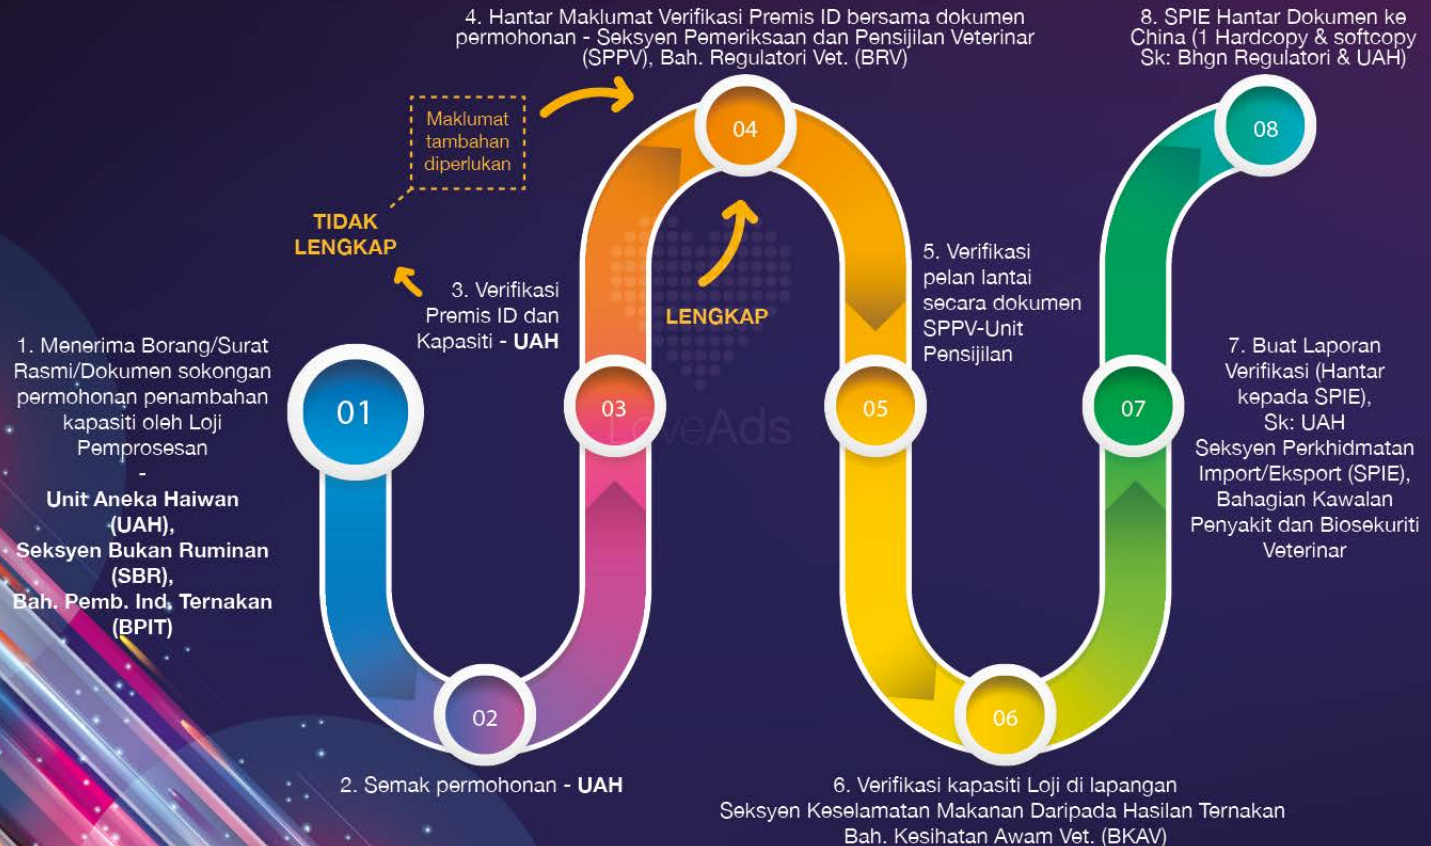 1. Menerima Borang/Surat
Rasmi/Dokumen sokongan
permohonan penambahan
kapasiti oleh Loji
Pemprosesan
-
Unit Aneka Haiwan
(UAH),
Seksyen Bukan Ruminan
(SBR),
Bah. Pemb. Ind. Ternakan
(BPIT)
01
02
2. Semak permohonan - UAH
3. Verifikasi
Premis ID dan
Kapasiti - UAH
03
TIDAK
LENGKAP
Maklumat
tambahan
diperlukan
LENGKAP
4. Hantar Maklumat Verifikasi Premis ID bersama dokumen
permohonan - Seksyen Pemeriksaan dan Pensijilan Veterinar
(SPPV), Bah. Regulatori Vet. (BRV)
04
5. Verifikasi
pelan lantai
secara dokumen
SPPV-Unit
Pensijilan
05
06
6. Verifikasi kapasiti Loji di lapangan
Seksyen Keselamatan Makanan Daripada Hasilan Ternakan
Bah. Kesihatan Awam Vet. (BKAV)
07
7. Buat Laporan
Verifikasi (Hantar
kepada SPIE),
Sk: UAH
Seksyen Perkhidmatan
Import/Eksport (SPIE),
Bahagian Kawalan
Penyakit dan Biosekuriti
Veterinar
8. SPIE Hantar Dokumen ke
China (1 Hardcopy & softcopy
Sk: Bhgn Regulatori & UAH)
08
LoveAds